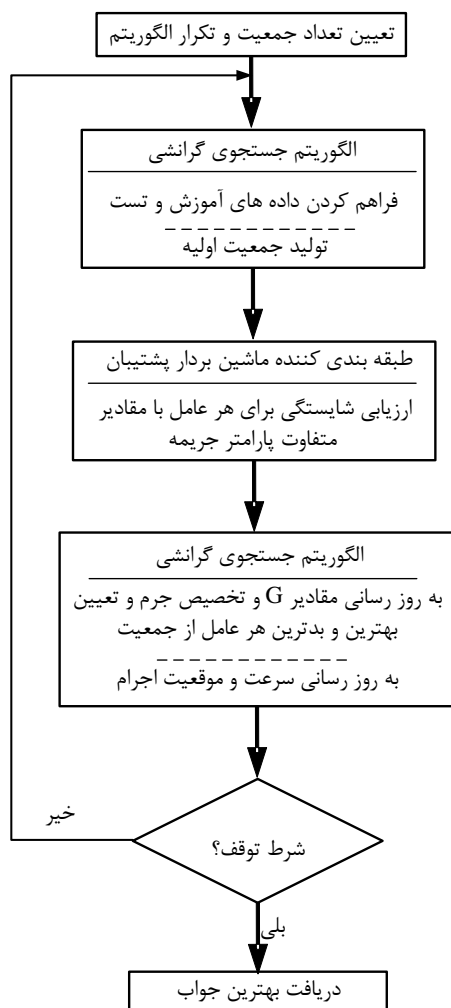 تعیین تعداد جمعیت و تکرار الگوریتم
الگوریتم جستجوی گرانشی
فراهم کردن داده های آموزش و تست
تولید جمعیت اولیه
طبقه بندی کننده ماشین بردار پشتیبان
ارزیابی شایستگی برای هر عامل با مقادیر
متفاوت پارامتر جریمه
الگوریتم جستجوی گرانشی
به روز رسانی مقادیر G و تخصیص جرم و تعیین
بهترین و بدترین هر عامل از جمعیت
به روز رسانی سرعت و موقعیت اجرام
خیر
شرط توقف؟
بلی
دریافت بهترین جواب